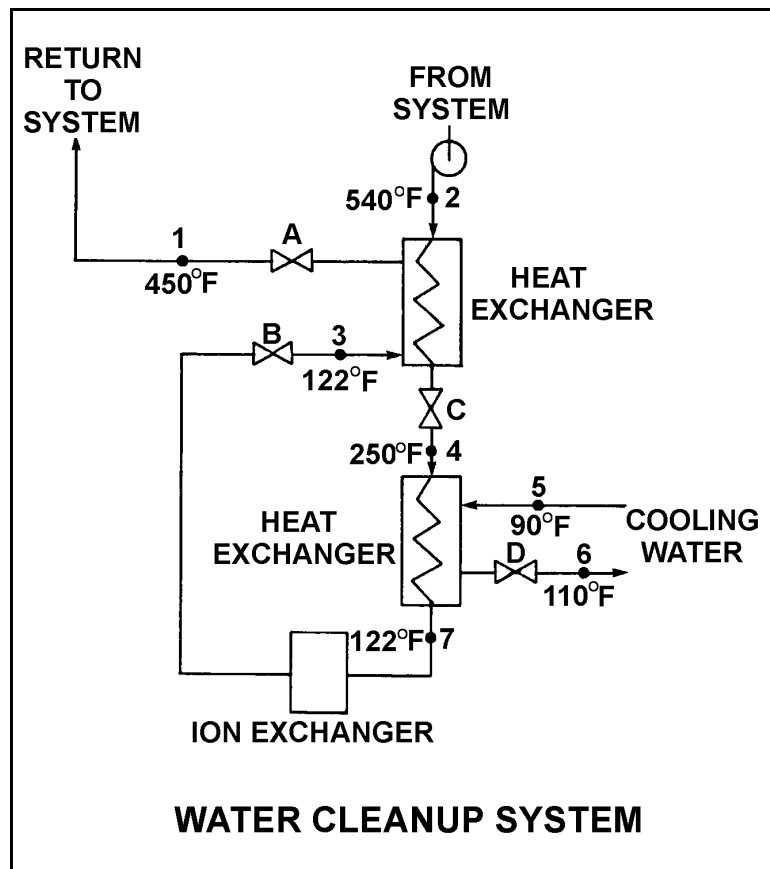 RETURN
TO
SYSTEM
FROM
SYSTEM
540°F 2
1 A
450°F
HEAT
EXCHANGER
B 3
122°F
C
250°F 4
HEAT
EXCHANGER
5
90°F
COOLING
WATER
D 6
110°F
122°F 7
ION EXCHANGER
WATER CLEANUP SYSTEM